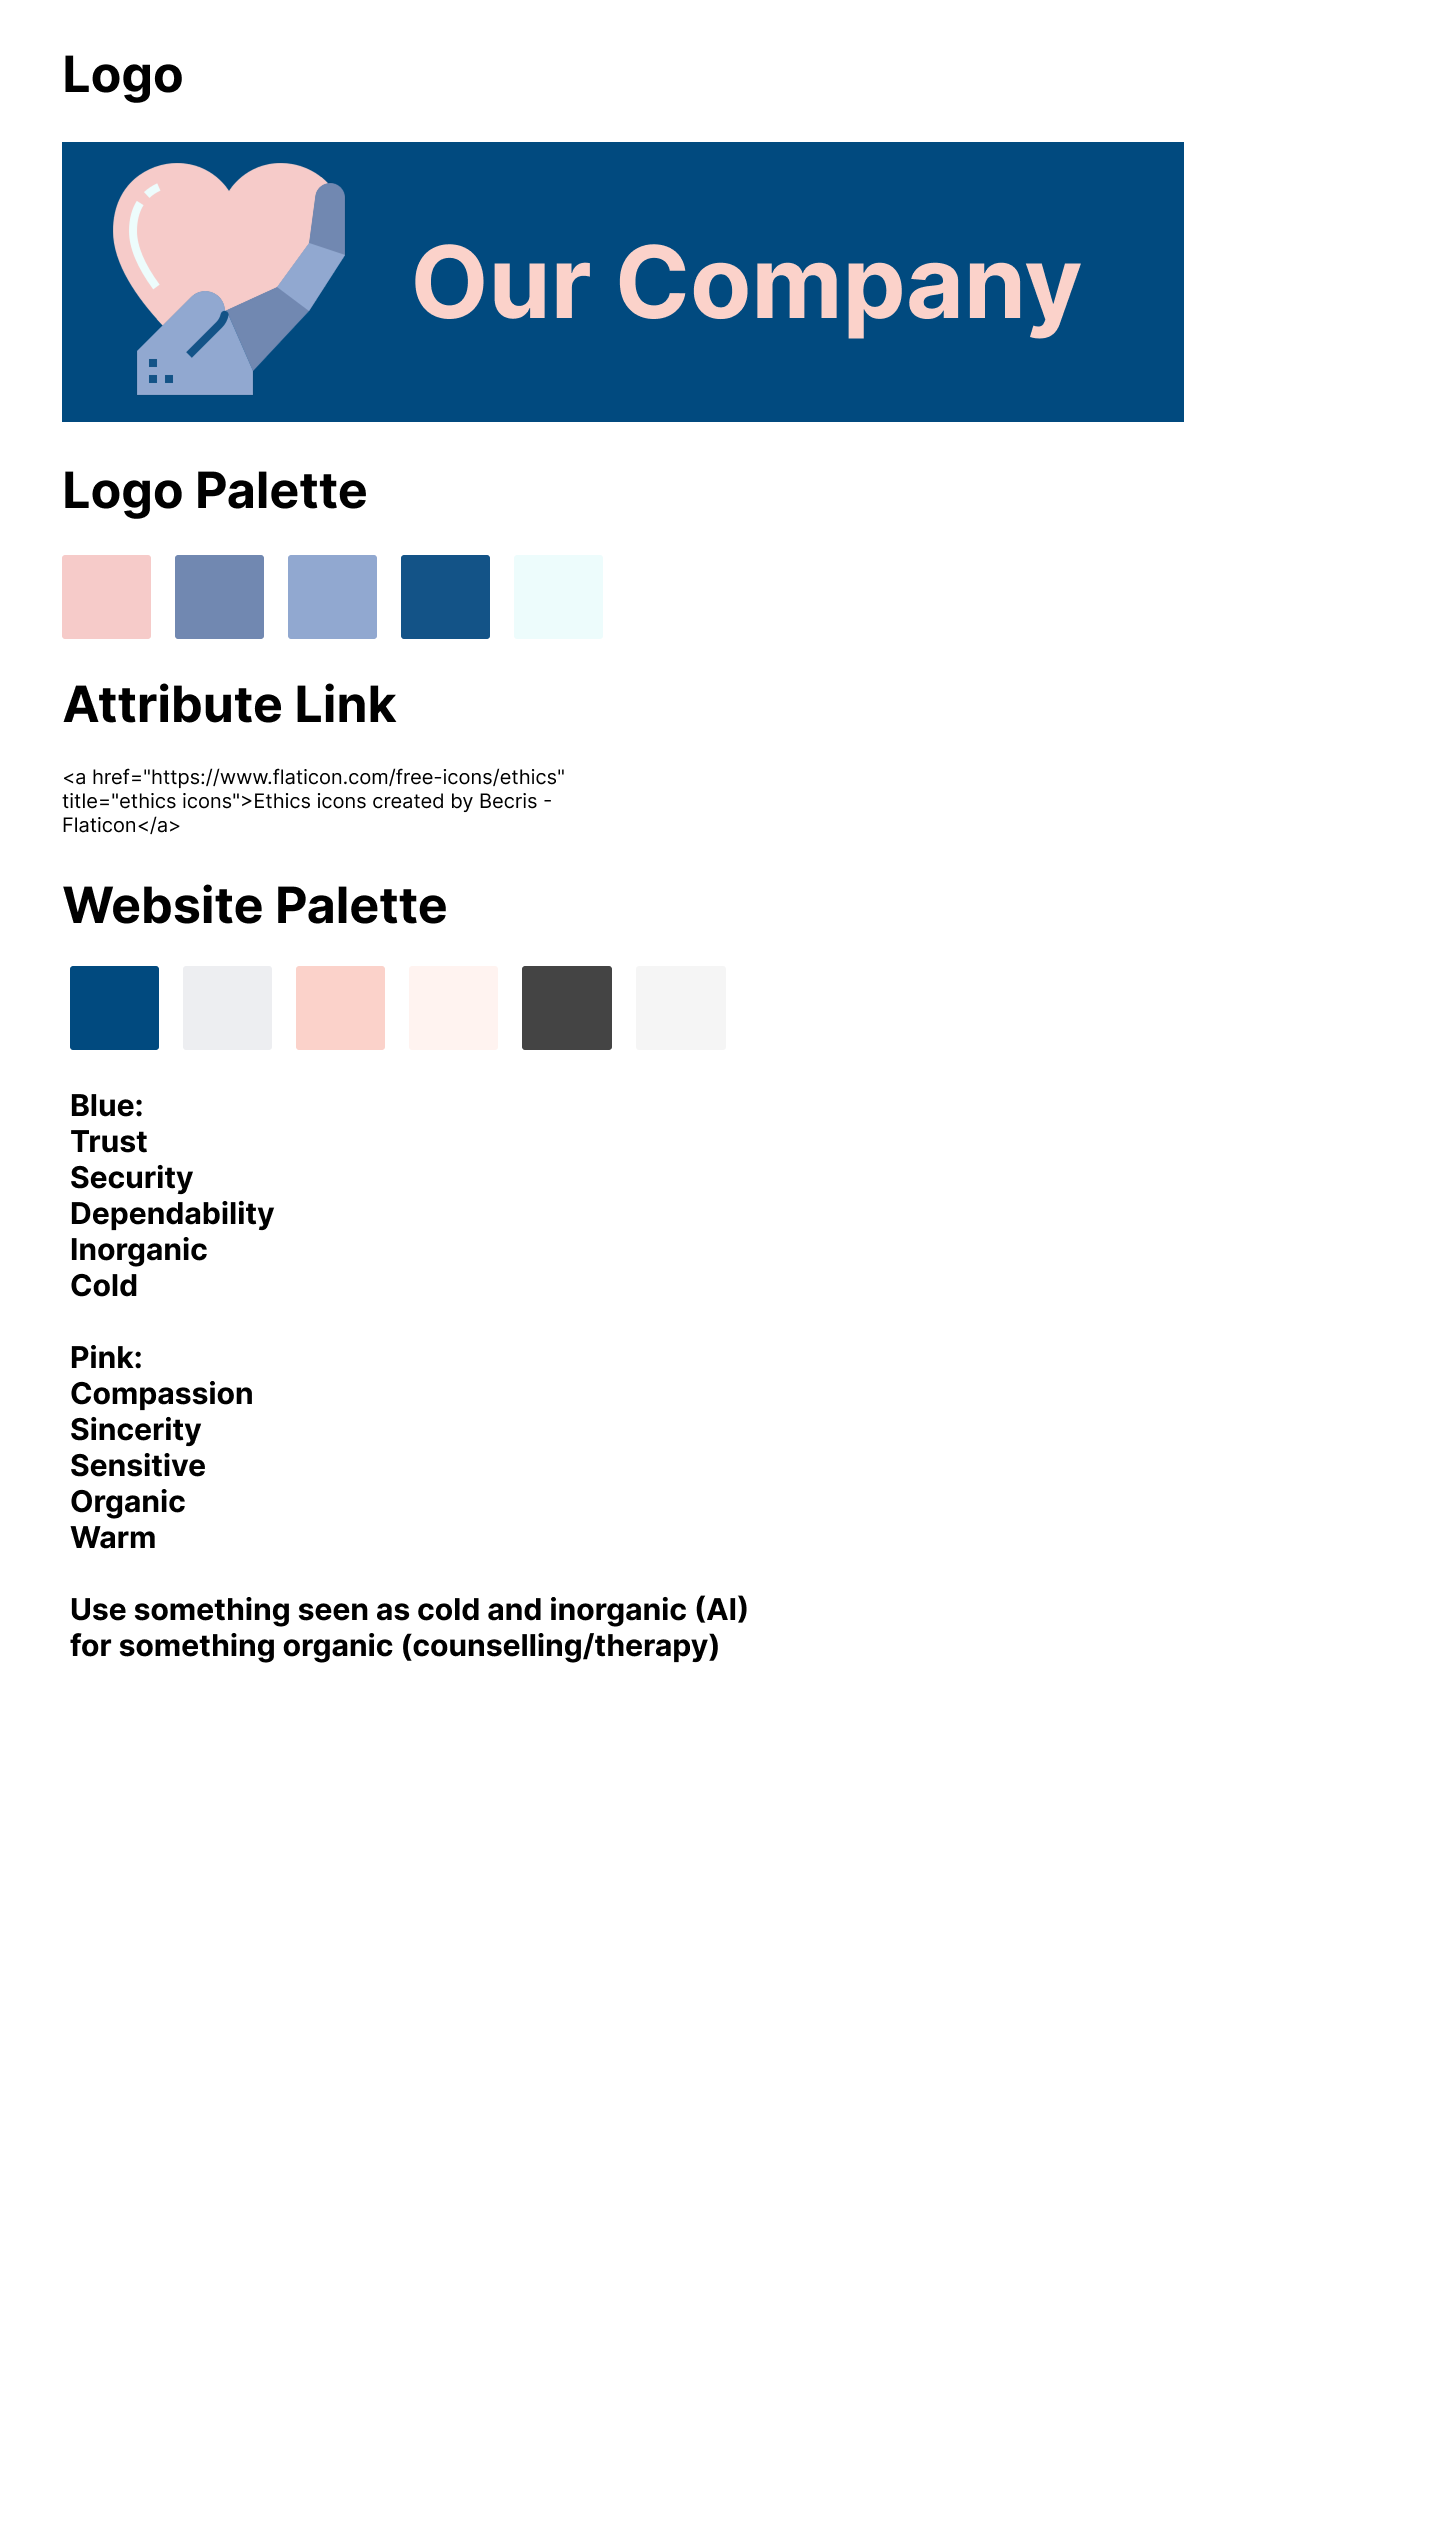 Logo
Our Company
Logo Palette
Attribute Link
<a href="https://www.flaticon.com/free-icons/ethics"
title="ethics icons">Ethics icons created by Becris -
Flaticon</a>
Website Palette
Blue:
Trust
Security
Dependability
Inorganic
Cold
Pink:
Compassion
Sincerity
Sensitive
Organic
Warm
Use something seen as cold and inorganic (AI)
for something organic (counselling/therapy)